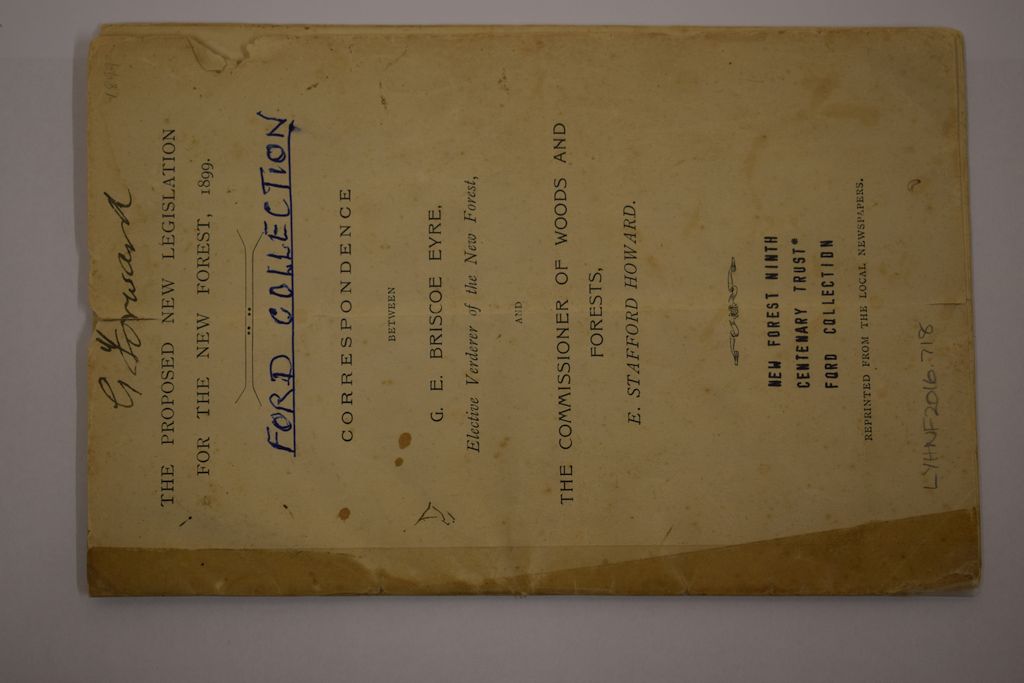 1899
THE PROPOSED NEW LEGISLATION
FOR THE NEW FOREST, 1899.
FORD COLLECTION
CORRESPONDENCE
BETWEEN
G. E. BRISCOE EYRE,
Elective Verderer of the New Forest,
AND
THE COMMISSIONER OF WOODS AND
FORESTS,
E. STAFFORD HOWARD.
NEW FOREST NINTH
CENTENARY TRUST*
FORD COLLECTION
REPRINTED FROM THE LOCAL NEWSPAPERS.
LYHNF2016.718